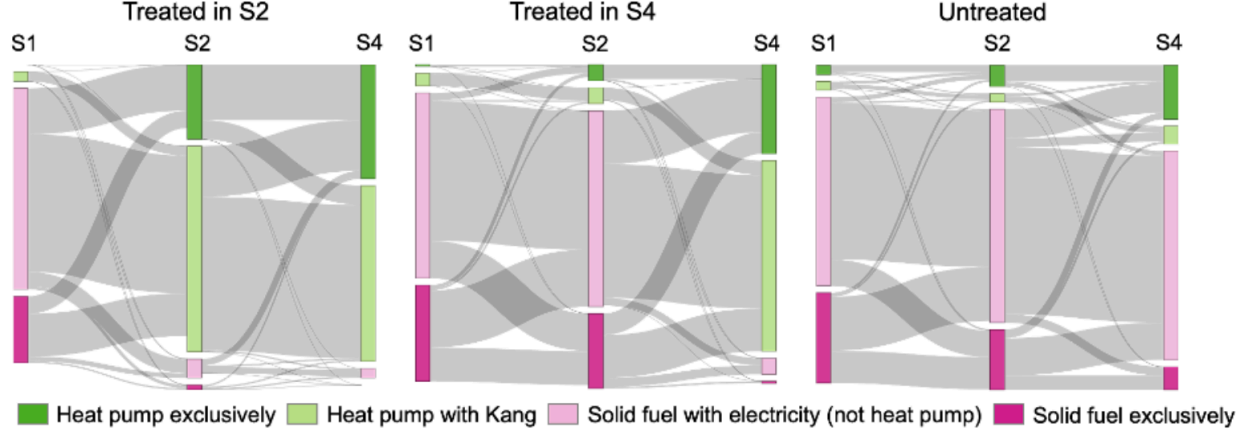 Treated in S2 Treated in S4 Untreated
S1 S2 S4 S1 S2 S4 S1 S2 S4
Heat pump exclusively Heat pump with Kang Solid fuel with electricity (not heat pump) Solid fuel exclusively